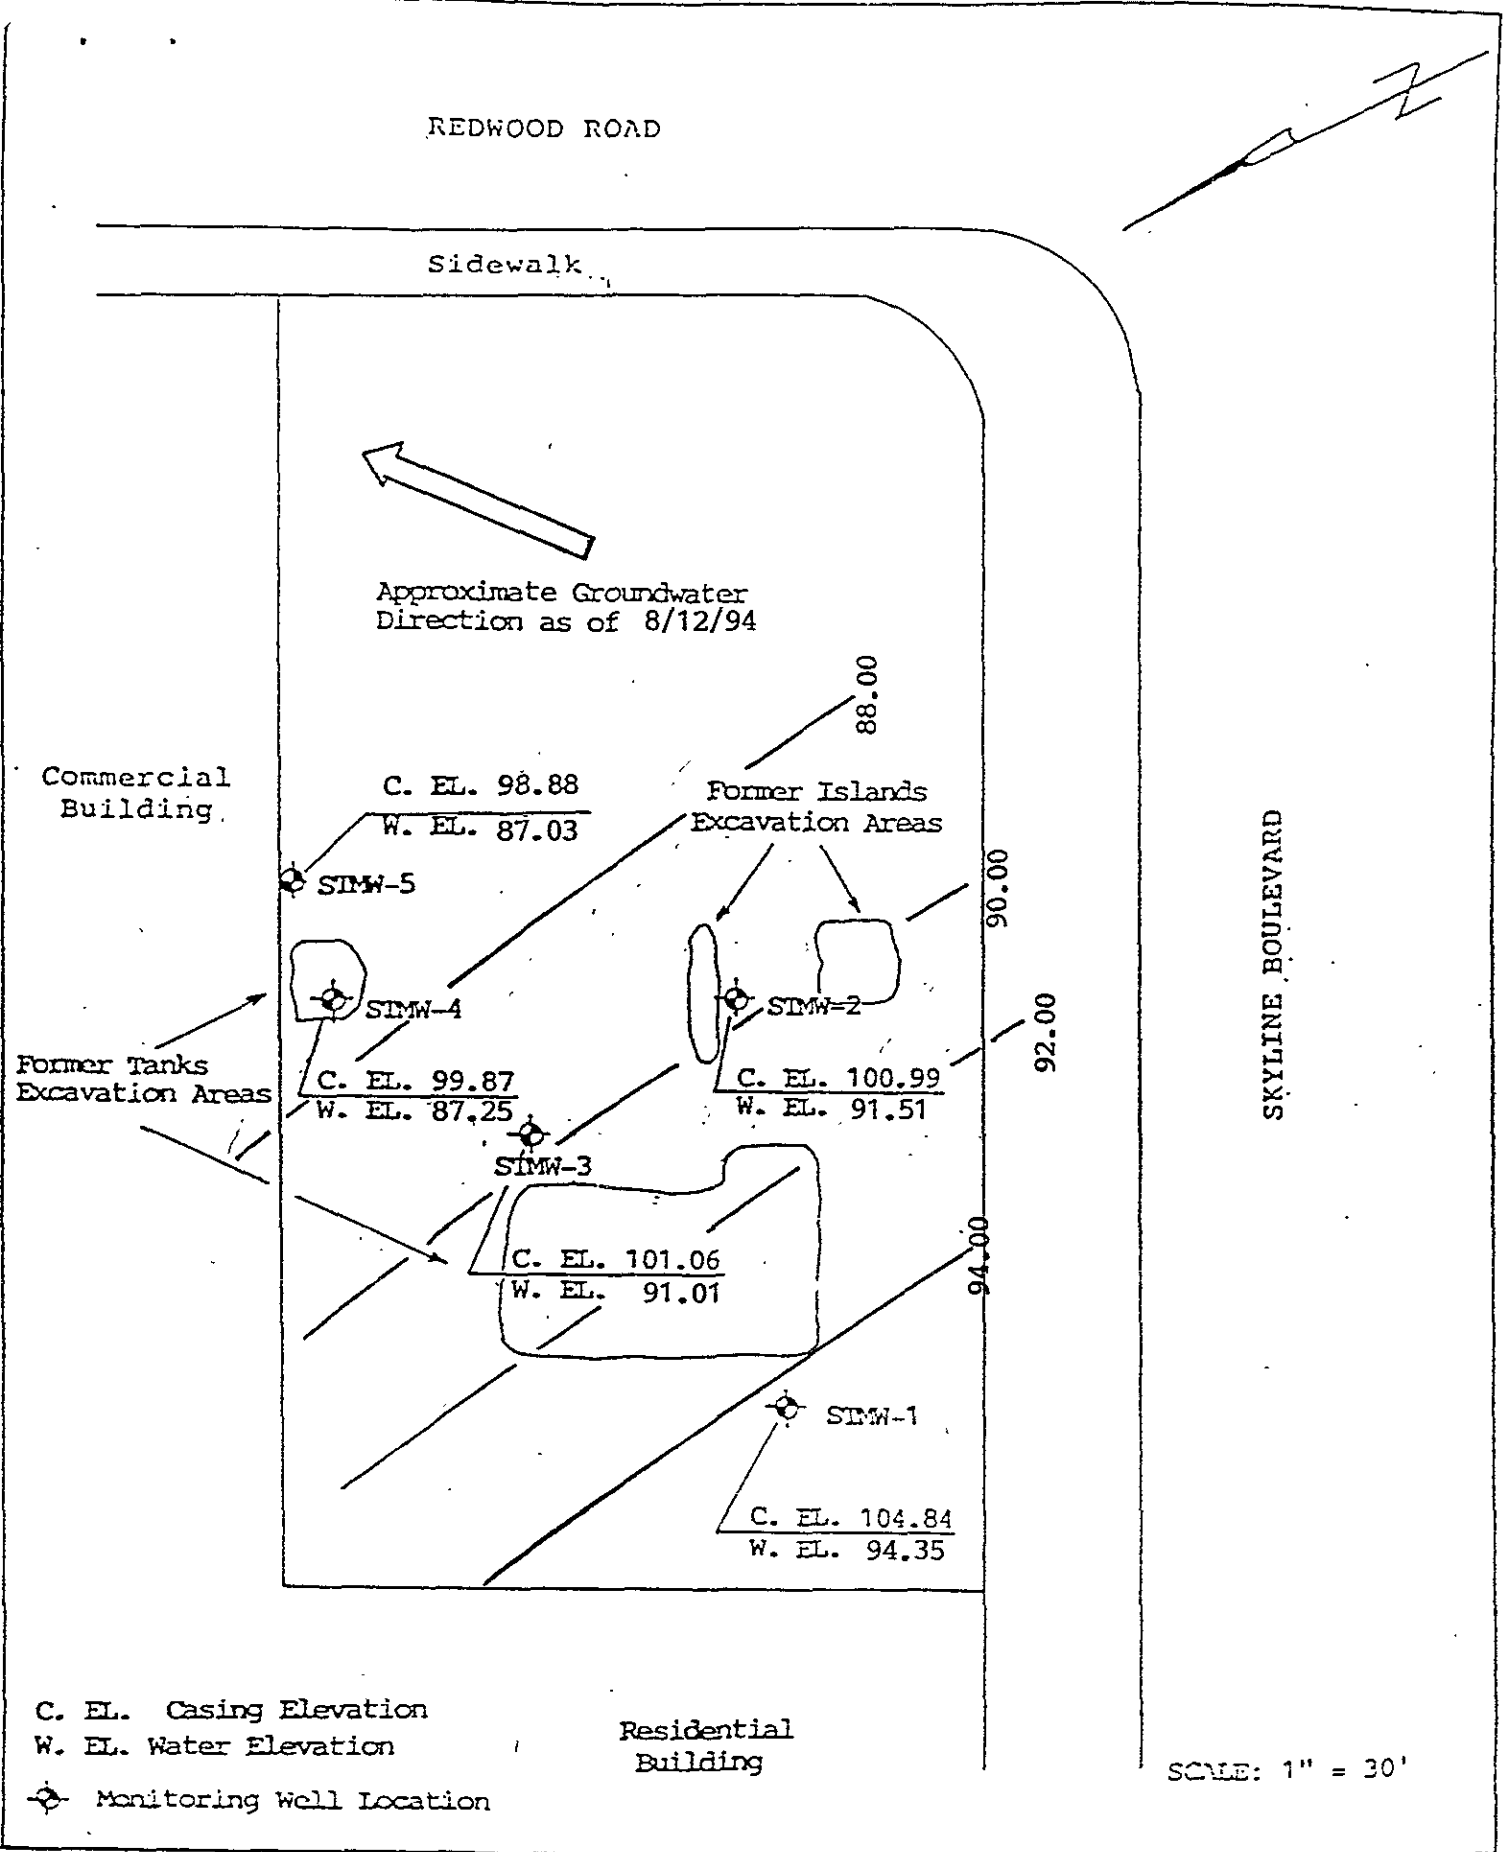 REDWOOD ROAD
Sidewalk
Approximate Groundwater
Direction as of 8/12/94
88.00
Commercial
Building
C. EL. 98.88
W. EL. 87.03
STMW-5
Former Islands
Excavation Areas
90.00
SKYLINE BOULEVARD
STMW-4
STMW-2
92.00
Former Tanks
Excavation Areas
C. EL. 99.87
W. EL. 87.25
C. EL. 100.99
W. EL. 91.51
STMW-3
C. EL. 101.06
W. EL. 91.01
94.00
STMW-1
C. EL. 104.84
W. EL. 94.35
C. EL. Casing Elevation
W. EL. Water Elevation
Monitoring Well Location
Residential
Building
SCALE: 1" = 30'